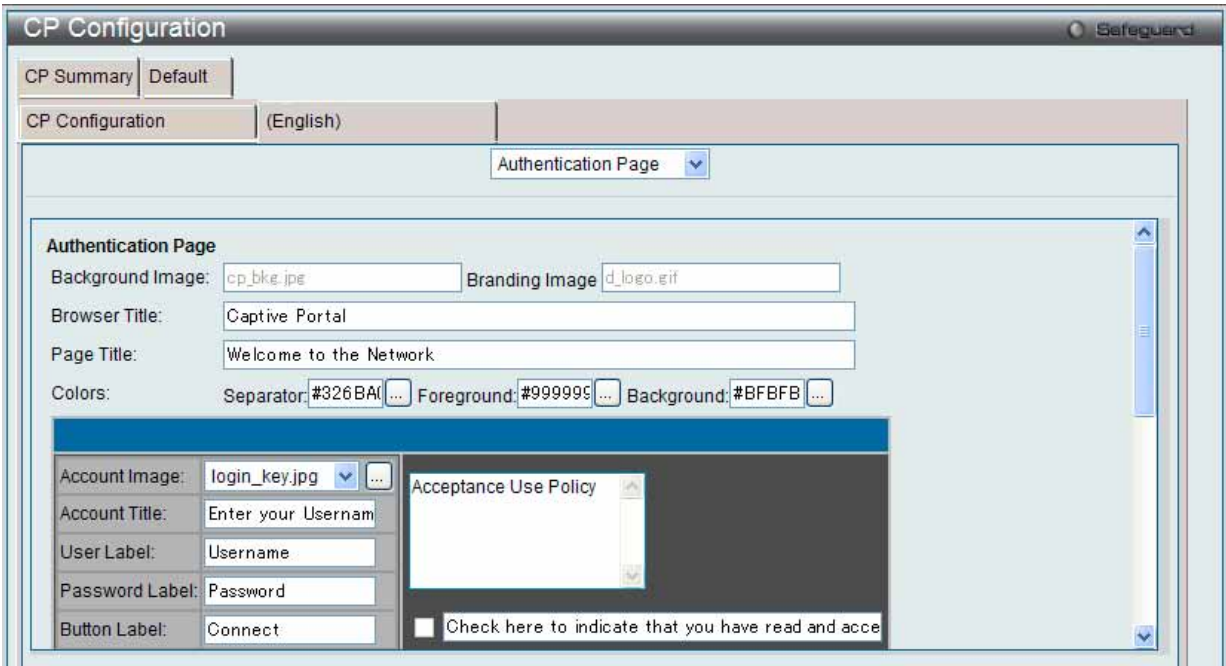 CP Configuration
Safeguard
CP Summary Default
CP Configuration (English)
Authentication Page
Authentication Page
Background Image: cp_bkg.jpg Branding Image d_logo.gif
Browser Title: Captive Portal
Page Title: Welcome to the Network
Colors: Separator: #326BA( ... Foreground: #999999 ... Background: #BFBFB ...
Account Image: login_key.jpg ...
Acceptance Use Policy
Account Title: Enter your Usernam
User Label: Username
Password Label: Password
Button Label: Connect
Check here to indicate that you have read and acce